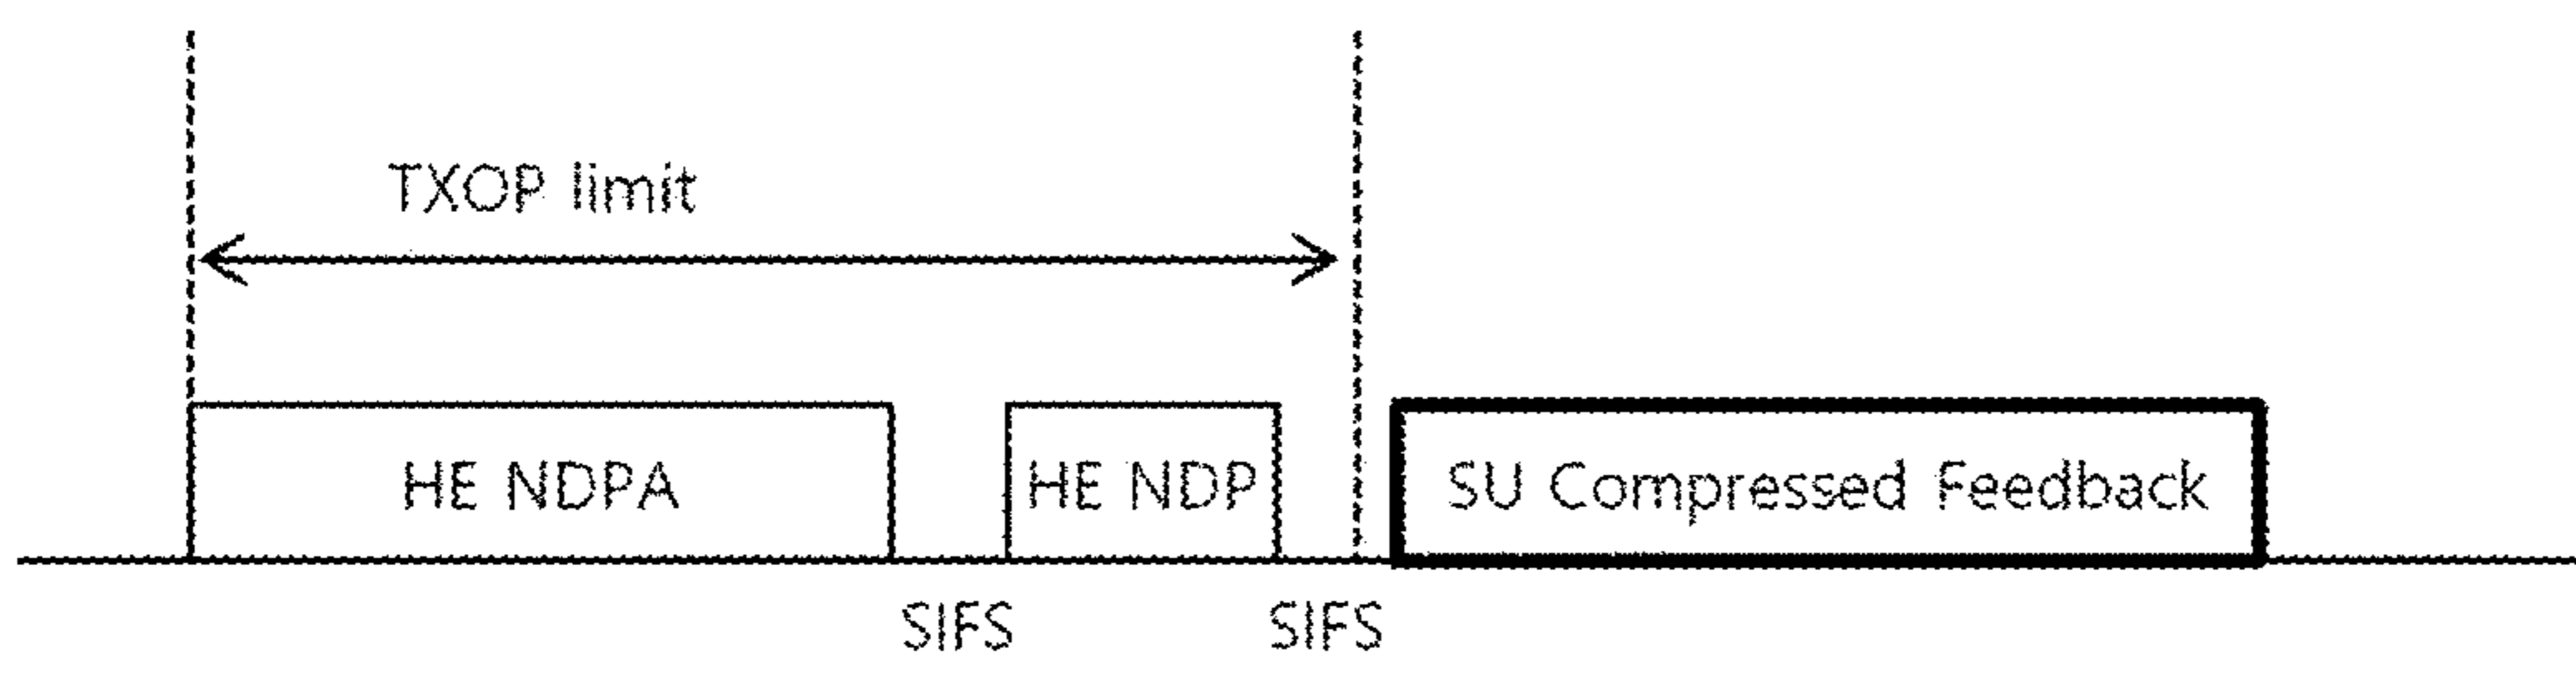 TXOP limit
HE NDPA
HE NDP
SU Compressed Feedback
SIFS
SIFS